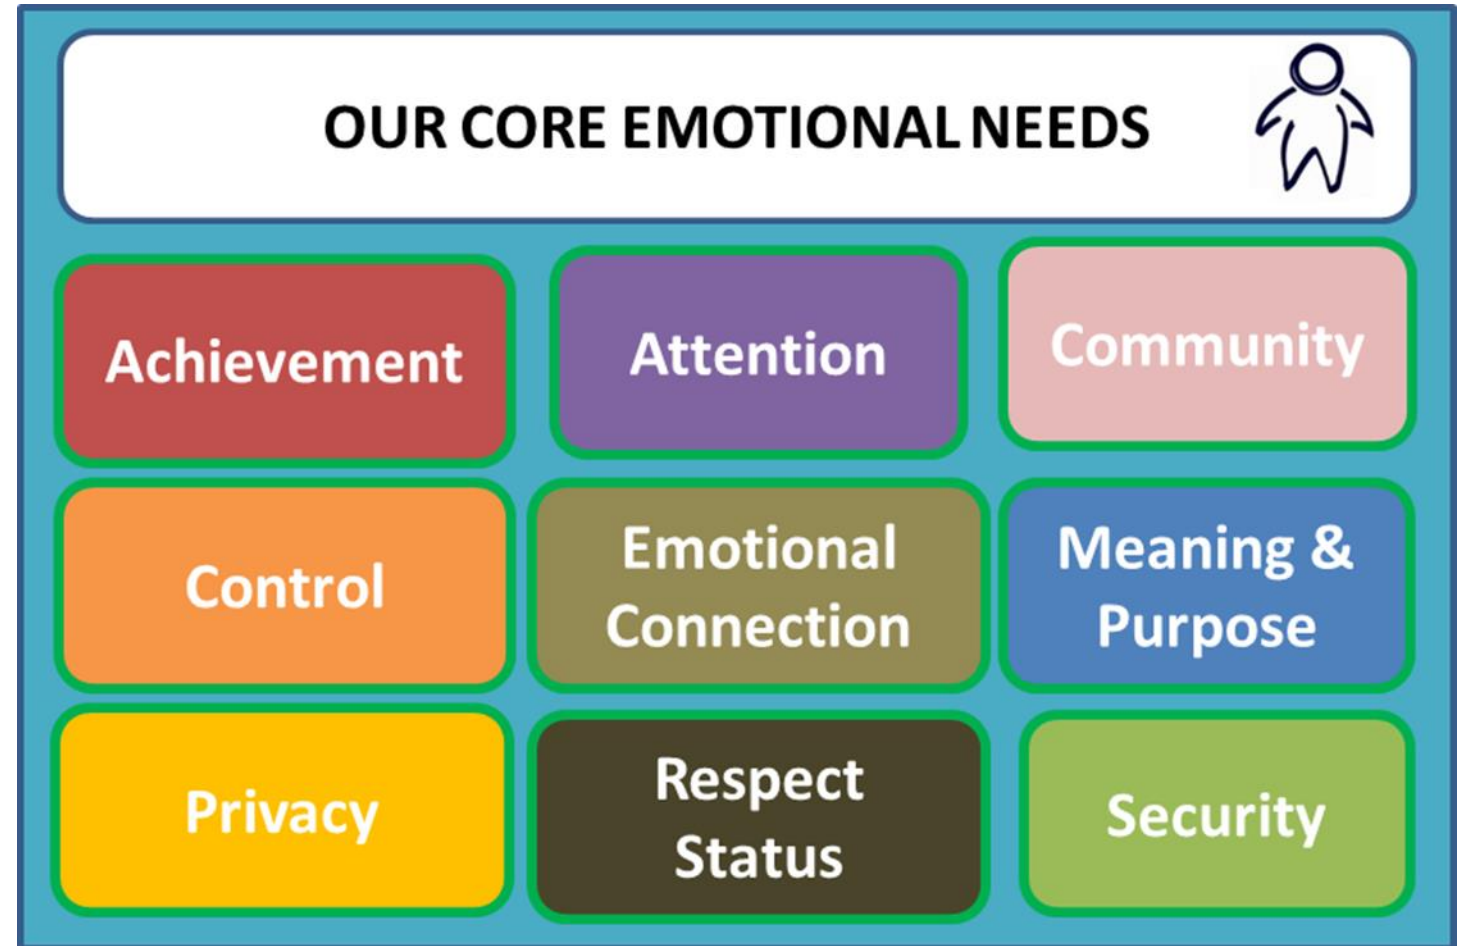 OUR CORE EMOTIONAL NEEDS
Achievement
Attention
Community
Control
Emotional
Connection
Meaning &
Purpose
Privacy
Respect
Status
Security